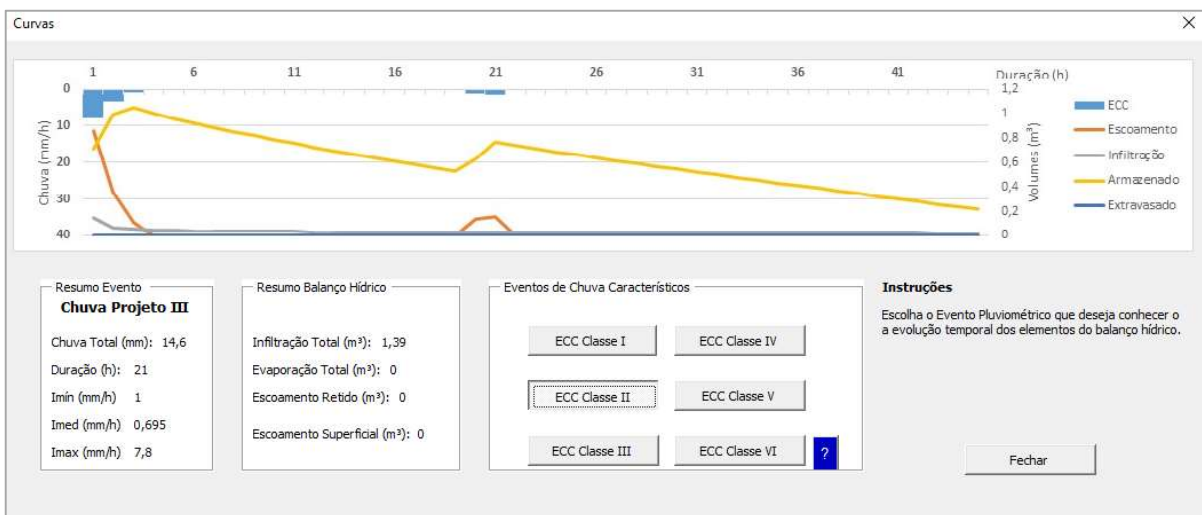 Curvas
1 6 11 16 21 26 31 36 41 Duração (h)
0 10 20 30 40
Chuva (mm/h)
1,2 1 0,8 0,6 0,4 0,2 0
Volumes (m³)
ECC
Escoamento
Infiltração
Armazenado
Extravasado
Resumo Evento
Chuva Projeto III
Chuva Total (mm): 14,6
Duração (h): 21
Imín (mm/h) 1
Imed (mm/h) 0,695
Imax (mm/h) 7,8
Resumo Balanço Hídrico
Infiltração Total (m³): 1,39
Evaporação Total (m³): 0
Escoamento Retido (m³): 0
Escoamento Superficial (m³): 0
Eventos de Chuva Característicos
ECC Classe I ECC Classe IV
ECC Classe II ECC Classe V
ECC Classe III ECC Classe VI ?
Instruções
Escolha o Evento Pluviométrico que deseja conhecer o
a evolução temporal dos elementos do balanço hídrico.
Fechar